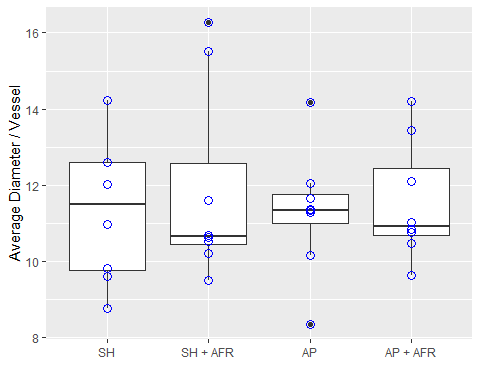 Average Diameter / Vessel
16
14
12
10
8
SH
SH + AFR
AP
AP + AFR